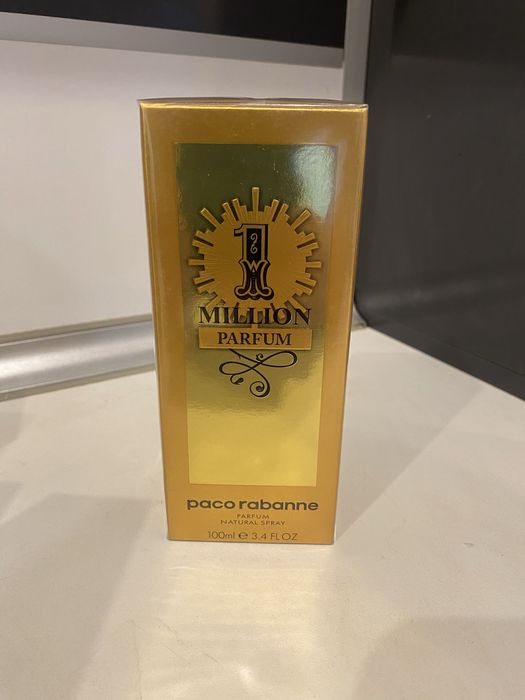 1
MILLION
PARFUM
paco rabanne
PARFUM
NATURAL SPRAY
100ml e 3.4 FL OZ